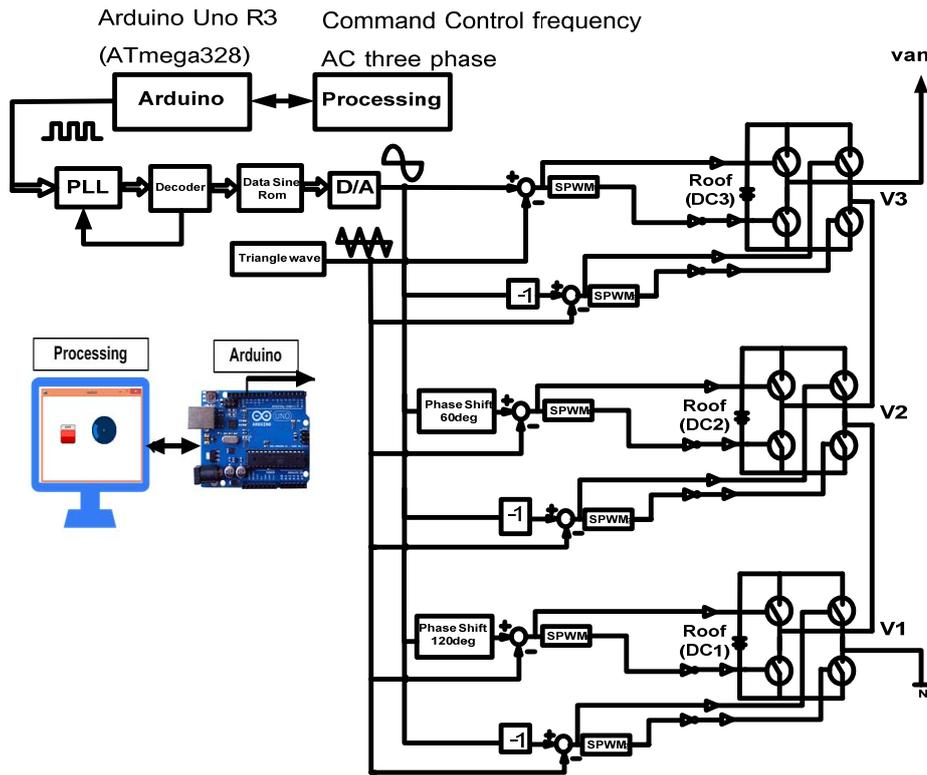 Arduino Uno R3
(ATmega328)
Command Control frequency
AC three phase
van
Arduino
Processing
PLL
Decoder
Data Sine
Rom
D/A
+
-
SPWM
Roof
(DC3)
V3
Triangle wave
-1
+
-
SPWM
Processing
Arduino
UNO
ARDUINO
Phase Shift
60deg
+
-
SPWM
Roof
(DC2)
V2
-1
+
-
SPWM
Phase Shift
120deg
+
-
SPWM
Roof
(DC1)
V1
-1
+
-
SPWM